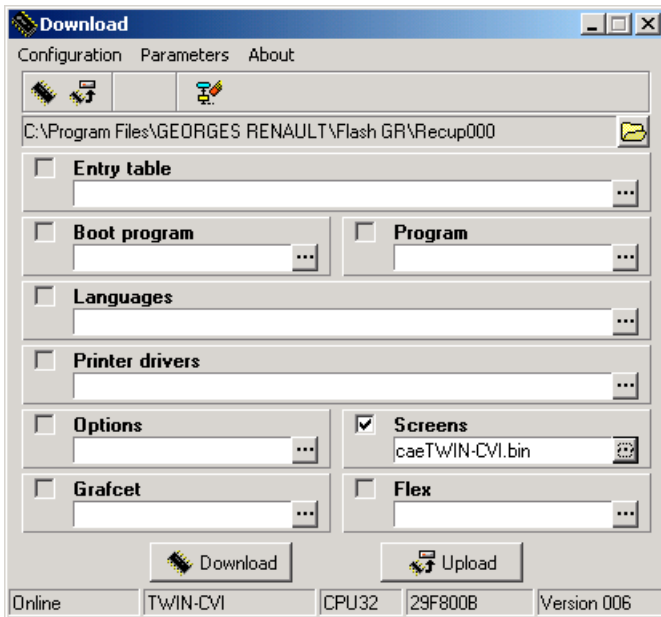 Download
Configuration Parameters About
C:\Program Files\GEORGES RENAULT\Flash GR\Recup000
Entry table
...
Boot program Program
... ...
Languages
...
Printer drivers
...
Options Screens
... caeTWIN-CVI.bin ...
Grafcet Flex
... ...
Download Upload
Online TWIN-CVI CPU32 29F800B Version 006